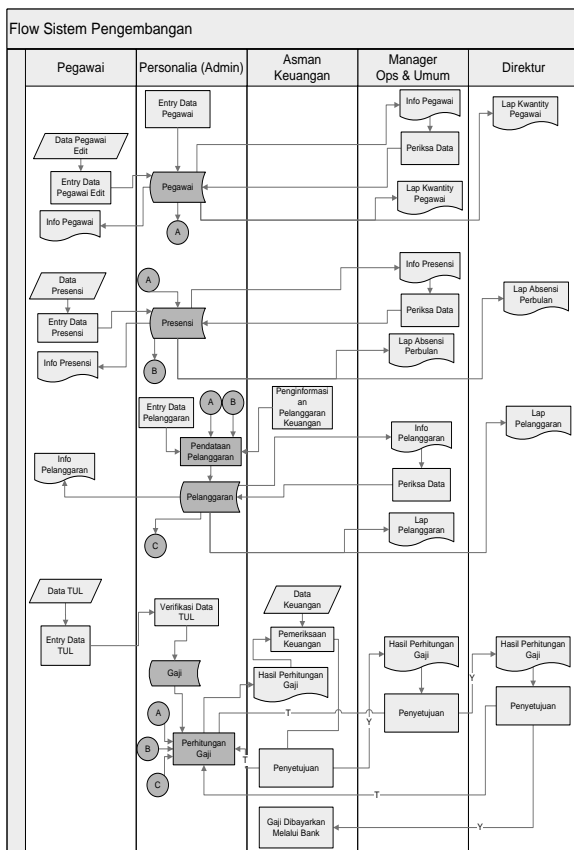 Flow Sistem Pengembangan
Pegawai
Personalia (Admin)
Asman
Keuangan
Manager
Ops & Umum
Direktur
Entry Data
Pegawai
Info Pegawai
Lap Kwantity
Pegawai
Data Pegawai
Edit
Periksa Data
Entry Data
Pegawai Edit
Pegawai
Lap Kwantity
Pegawai
Info Pegawai
A
Data
Presensi
A
Info Presensi
Lap Absensi
Perbulan
Entry Data
Presensi
Presensi
Periksa Data
Info Presensi
B
Lap Absensi
Perbulan
Entry Data
Pelanggaran
A
B
Penginformasi
an
Pelanggaran
Keuangan
Lap
Pelanggaran
Info
Pelanggaran
Pendataan
Pelanggaran
Info
Pelanggaran
Periksa Data
Pelanggaran
C
Lap
Pelanggaran
Data TUL
Verifikasi Data
TUL
Data
Keuangan
Entry Data
TUL
Pemeriksaan
Keuangan
Hasil Perhitungan
Gaji
Hasil Perhitungan
Gaji
Gaji
Hasil Perhitungan
Gaji
Y
A
T
Penyetujuan
Penyetujuan
Y
B
Perhitungan
Gaji
T
Penyetujuan
C
T
Gaji Dibayarkan
Melalui Bank
Y